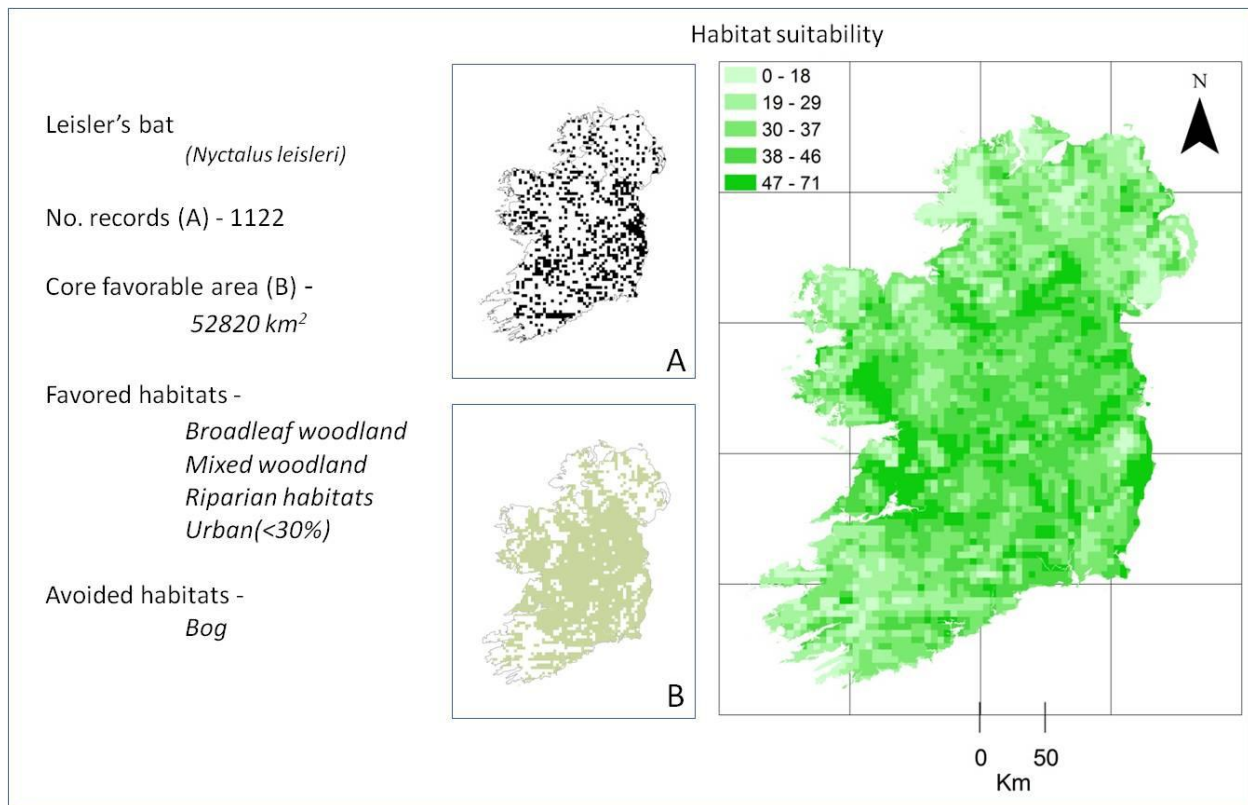 Leisler's bat
(Nyctalus leisleri)
No. records (A) - 1122
Core favorable area (B) -
52820 km²
Favored habitats -
Broadleaf woodland
Mixed woodland
Riparian habitats
Urban(<30%)
Avoided habitats -
Bog
A
B
Habitat suitability
0 - 18
19 - 29
30 - 37
38 - 46
47 - 71
N
0 50
Km